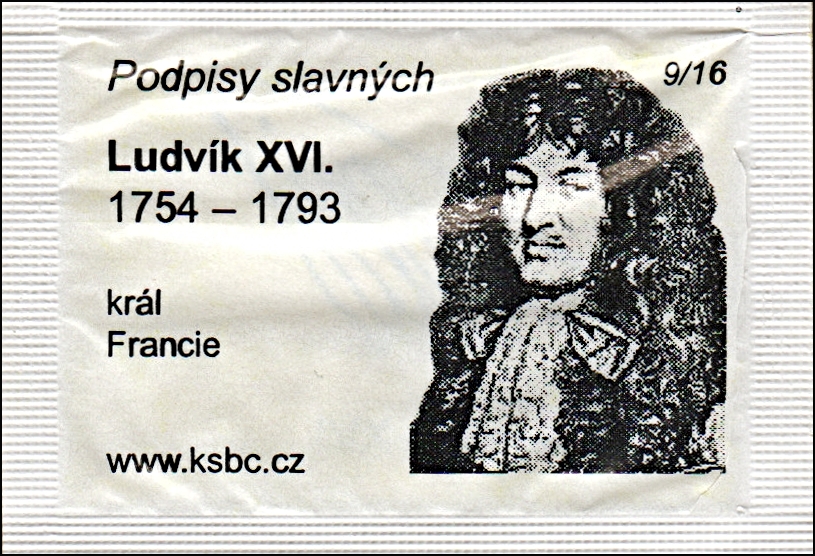 Podpisy slavných
9/16
Ludvík XVI.
1754 – 1793
král
Francie
www.ksbc.cz